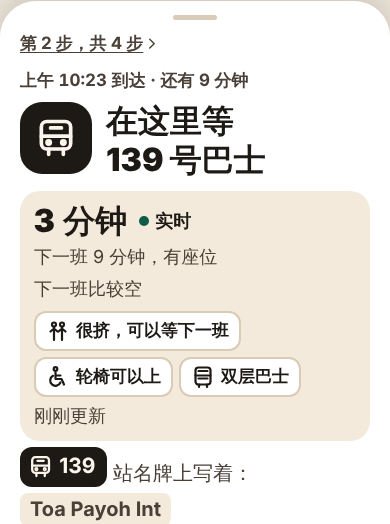 第 2 步，共 4 步
上午 10:23 到达 · 还有 9 分钟
在这里等
139 号巴士
3 分钟 实时
下一班 9 分钟，有座位
下一班比较空
很挤，可以等下一班
轮椅可以上 双层巴士
刚刚更新
139 站名牌上写着：
Toa Payoh Int